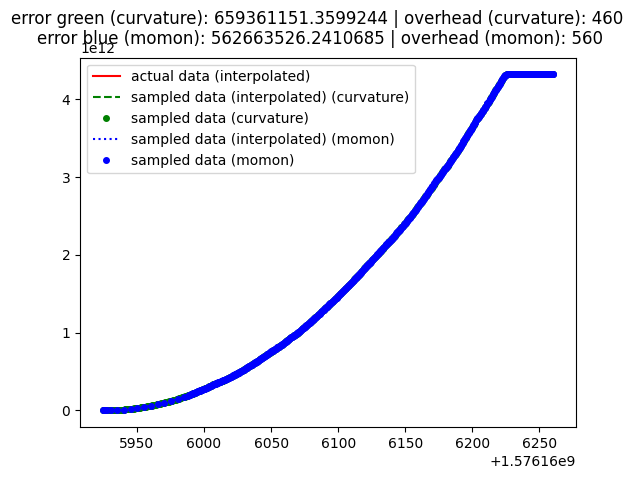 error green (curvature): 659361151.3599244 | overhead (curvature): 460
error blue (momon): 562663526.2410685 | overhead (momon): 560
1e12
actual data (interpolated)
sampled data (interpolated) (curvature)
sampled data (curvature)
sampled data (interpolated) (momon)
sampled data (momon)
4
3
2
1
0
5950 6000 6050 6100 6150 6200 6250
+1.57616e9